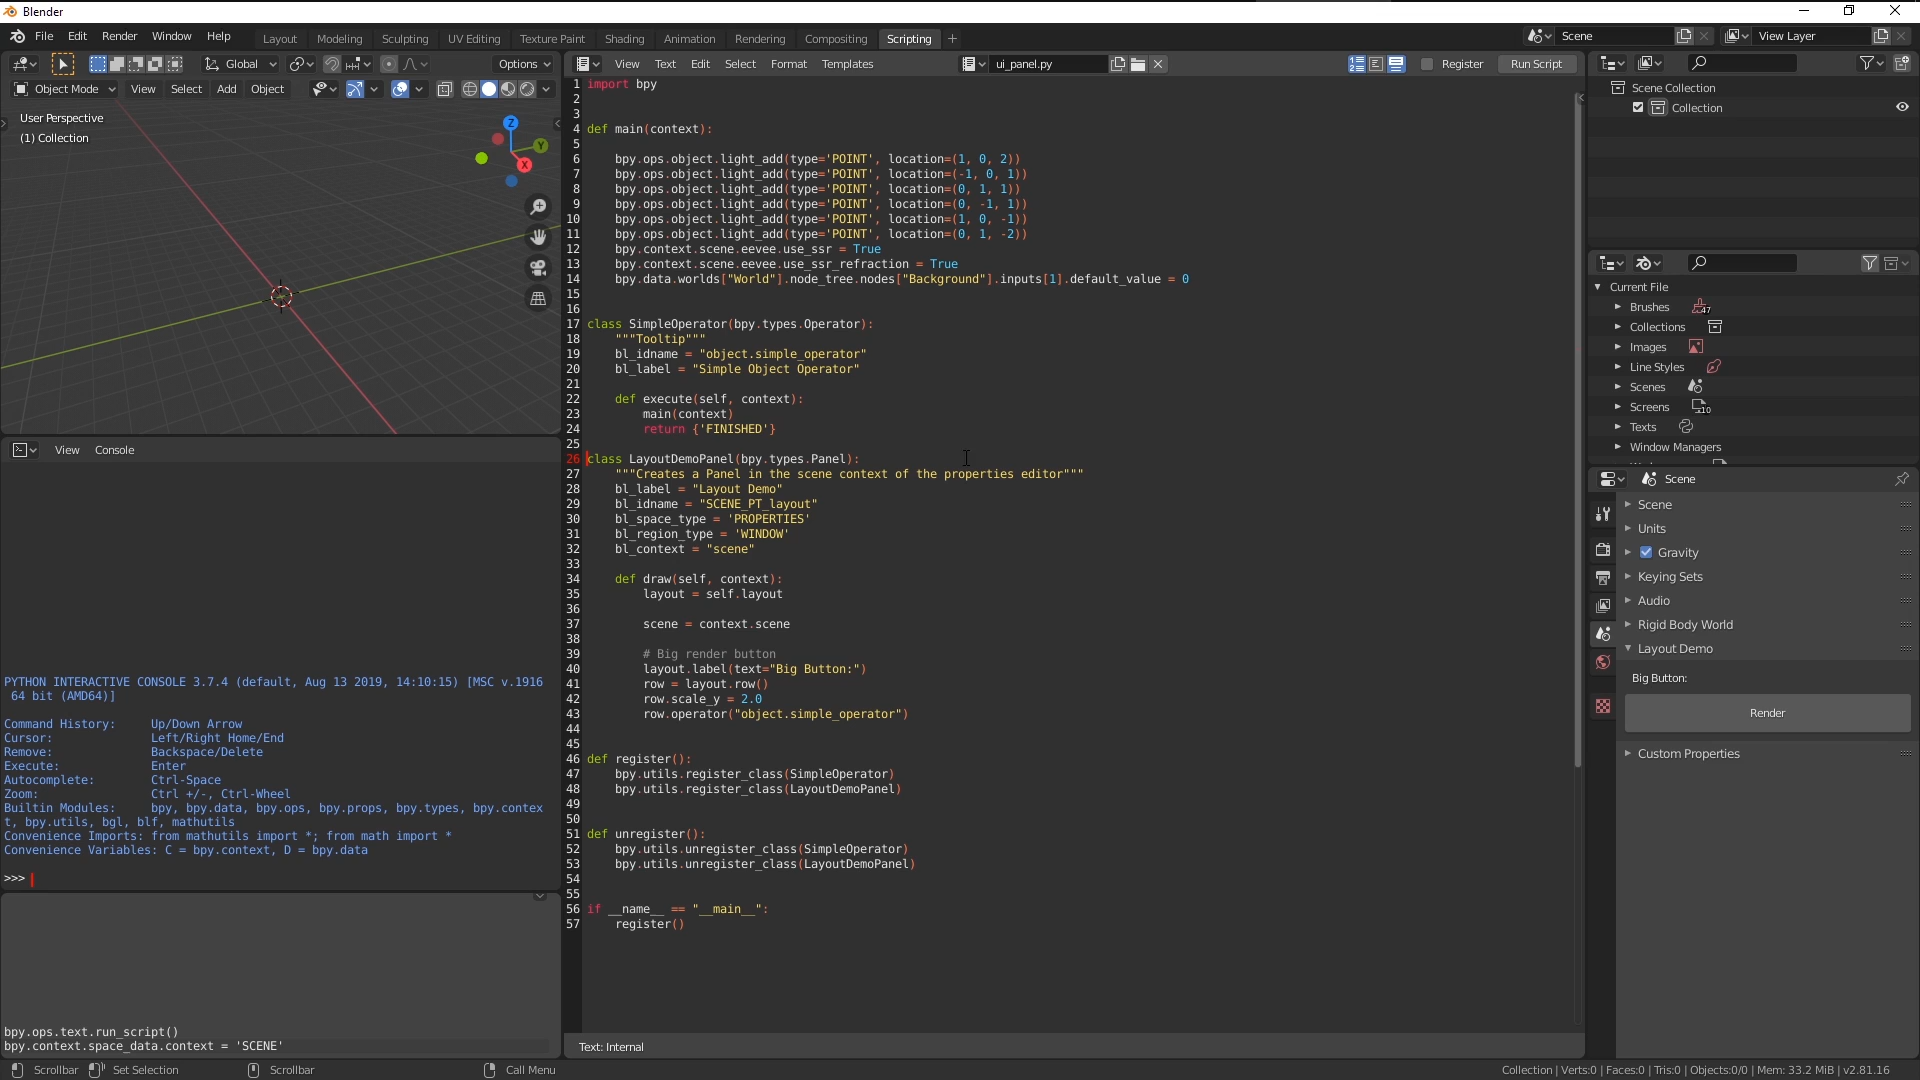 Blender
File Edit Render Window Help
Layout Modeling Sculpting UV Editing Texture Paint Shading Animation Rendering Compositing Scripting +
Scene
View Layer
Global
Options
Object Mode View Select Add Object
User Perspective
(1) Collection
Z
Y
X
View Text Edit Select Format Templates
ui_panel.py
Register
Run Script
1 import bpy
2
3
4 def main(context):
5
6 bpy.ops.object.light_add(type='POINT', location=(1, 0, 2))
7 bpy.ops.object.light_add(type='POINT', location=(-1, 0, 1))
8 bpy.ops.object.light_add(type='POINT', location=(0, 1, 1))
9 bpy.ops.object.light_add(type='POINT', location=(0, -1, 1))
10 bpy.ops.object.light_add(type='POINT', location=(1, 0, -1))
11 bpy.ops.object.light_add(type='POINT', location=(0, 1, -2))
12 bpy.context.scene.eevee.use_ssr = True
13 bpy.context.scene.eevee.use_ssr_refraction = True
14 bpy.data.worlds["World"].node_tree.nodes["Background"].inputs[1].default_value = 0
15
16
17 class SimpleOperator(bpy.types.Operator):
18 """Tooltip"""
19 bl_idname = "object.simple_operator"
20 bl_label = "Simple Object Operator"
21
22 def execute(self, context):
23 main(context)
24 return {'FINISHED'}
25
26 class LayoutDemoPanel(bpy.types.Panel):
27 """Creates a Panel in the scene context of the properties editor"""
28 bl_label = "Layout Demo"
29 bl_idname = "SCENE_PT_layout"
30 bl_space_type = 'PROPERTIES'
31 bl_region_type = 'WINDOW'
32 bl_context = "scene"
33
34 def draw(self, context):
35 layout = self.layout
36
37 scene = context.scene
38
39 # Big render button
40 layout.label(text="Big Button:")
41 row = layout.row()
42 row.scale_y = 2.0
43 row.operator("object.simple_operator")
44
45
46 def register():
47 bpy.utils.register_class(SimpleOperator)
48 bpy.utils.register_class(LayoutDemoPanel)
49
50
51 def unregister():
52 bpy.utils.unregister_class(SimpleOperator)
53 bpy.utils.unregister_class(LayoutDemoPanel)
54
55
56 if __name__ == "__main__":
57 register()
Text: Internal
View Console
PYTHON INTERACTIVE CONSOLE 3.7.4 (default, Aug 13 2019, 14:10:15) [MSC v.1916
64 bit (AMD64)]
Command History: Up/Down Arrow
Cursor: Left/Right Home/End
Remove: Backspace/Delete
Execute: Enter
Autocomplete: Ctrl-Space
Zoom: Ctrl +/-, Ctrl-Wheel
Builtin Modules: bpy, bpy.data, bpy.ops, bpy.props, bpy.types, bpy.contex
t, bpy.utils, bgl, blf, mathutils
Convenience Imports: from mathutils import *; from math import *
Convenience Variables: C = bpy.context, D = bpy.data
>>>
bpy.ops.text.run_script()
bpy.context.space_data.context = 'SCENE'
Scene Collection
Collection
Current File
Brushes 47
Collections
Images
Line Styles
Scenes
Screens 10
Texts
Window Managers
Scene
Scene
Units
Gravity
Keying Sets
Audio
Rigid Body World
Layout Demo
Big Button:
Render
Custom Properties
Scrollbar Set Selection Scrollbar Call Menu
Collection | Verts:0 | Faces:0 | Tris:0 | Objects:0/0 | Mem: 33.2 MiB | v2.81.16